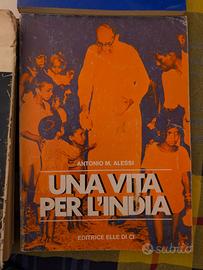 ANTONIO M. ALESSI
UNA VITA
PER L'INDIA
EDITRICE ELLE DI CI
subito